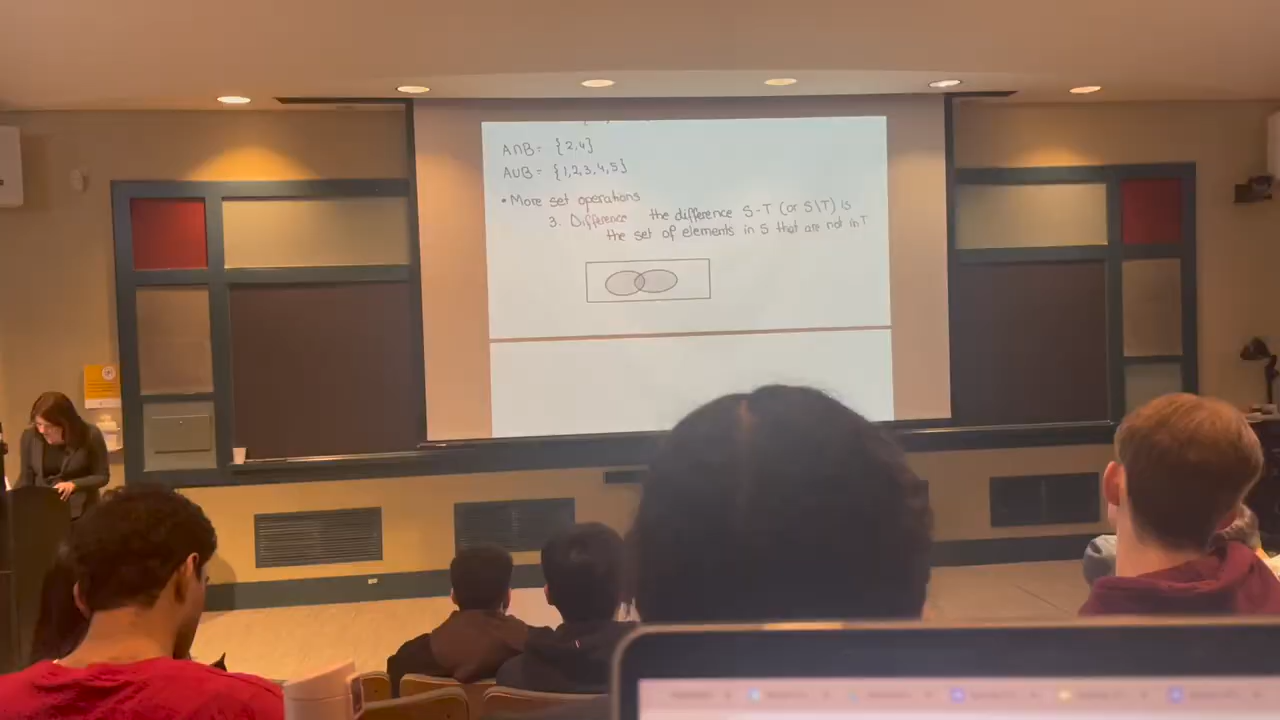 A∩B = {2,4}
A∪B = {1,2,3,4,5}
• More set operations
3. Difference the difference S-T (or S\T) is
the set of elements in S that are not in T